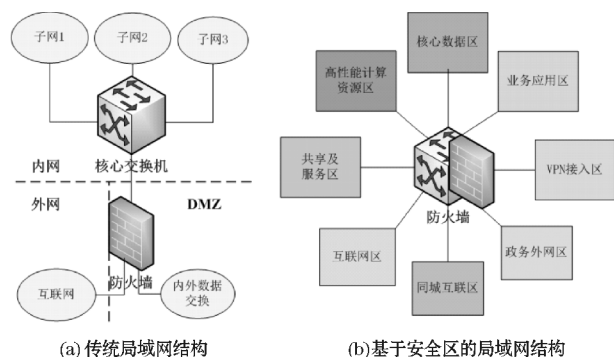 子网1
子网2
子网3
核心交换机
内网
外网
DMZ
防火墙
互联网
内外数据
交换
(a) 传统局域网结构
核心数据区
高性能计算
资源区
业务应用区
共享及
服务区
VPN接入区
防火墙
互联网区
政务外网区
同城互联区
(b)基于安全区的局域网结构